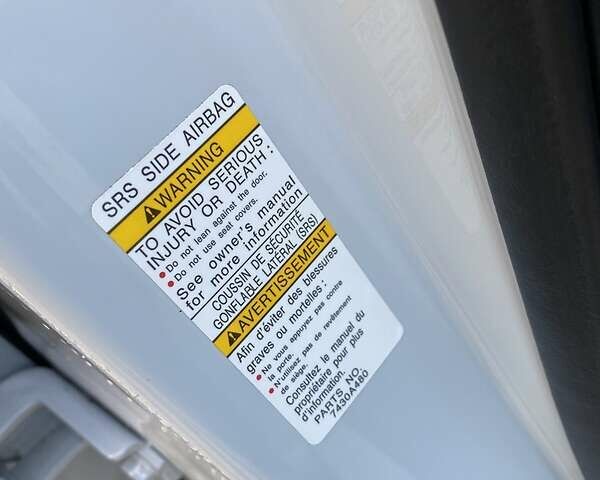 SRS SIDE AIRBAG
WARNING
TO AVOID SERIOUS
INJURY OR DEATH :
• Do not lean against the door.
• Do not use seat covers.
See owner's manual
for more information
COUSSIN DE SÉCURITÉ
GONFLABLE LATÉRAL (SRS)
AVERTISSEMENT
Afin d'éviter des blessures
graves ou mortelles :
• Ne vous appuyez pas contre
la porte.
• N'utilisez pas de revêtement
de siège.
Consultez le manuel du
propriétaire pour plus
d'information.
PARTS NO.
7430A480